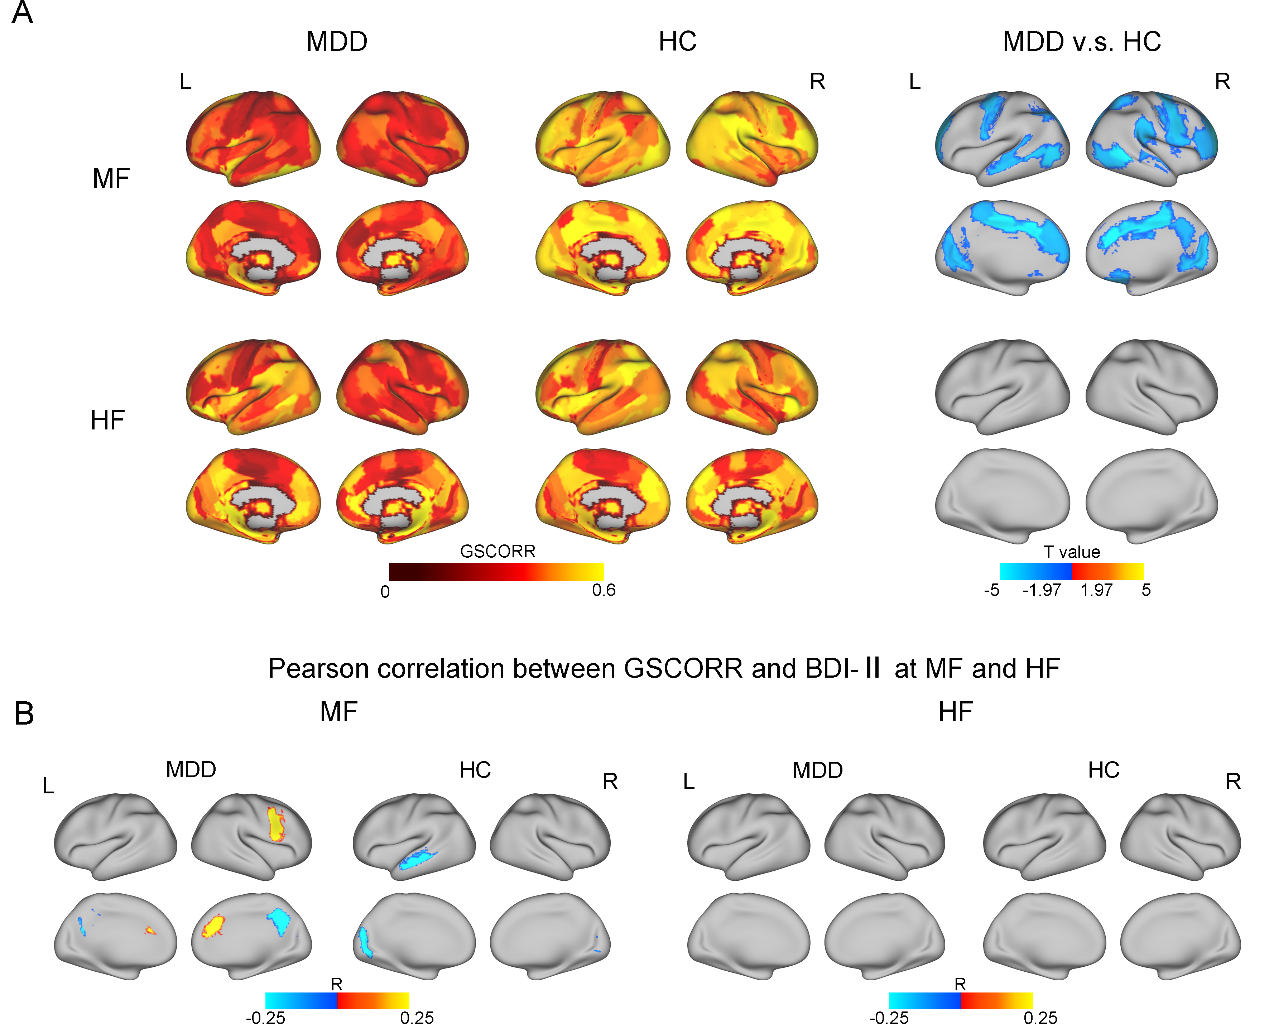 A
MDD HC MDD v.s. HC
L R L R
MF
HF
GSCORR T value
0 0.6 -5 -1.97 1.97 5
Pearson correlation between GSCORR and BDI-Ⅱ at MF and HF
B MF HF
L MDD HC R L MDD HC R
R R
-0.25 0.25 -0.25 0.25